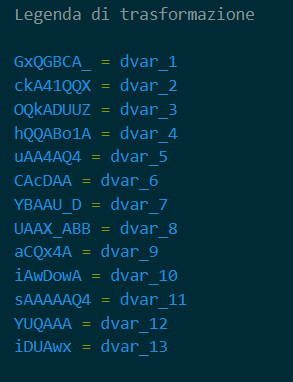 Legenda di trasformazione
GxQGBCA_ = dvar_1
ckA41QQX = dvar_2
OQkADUUZ = dvar_3
hQQABo1A = dvar_4
uAA4AQ4 = dvar_5
CAcDAA = dvar_6
YBAAU_D = dvar_7
UAAX_ABB = dvar_8
aCQx4A = dvar_9
iAwDowA = dvar_10
sAAAAAQ4 = dvar_11
YUQAAA = dvar_12
iDUAwx = dvar_13